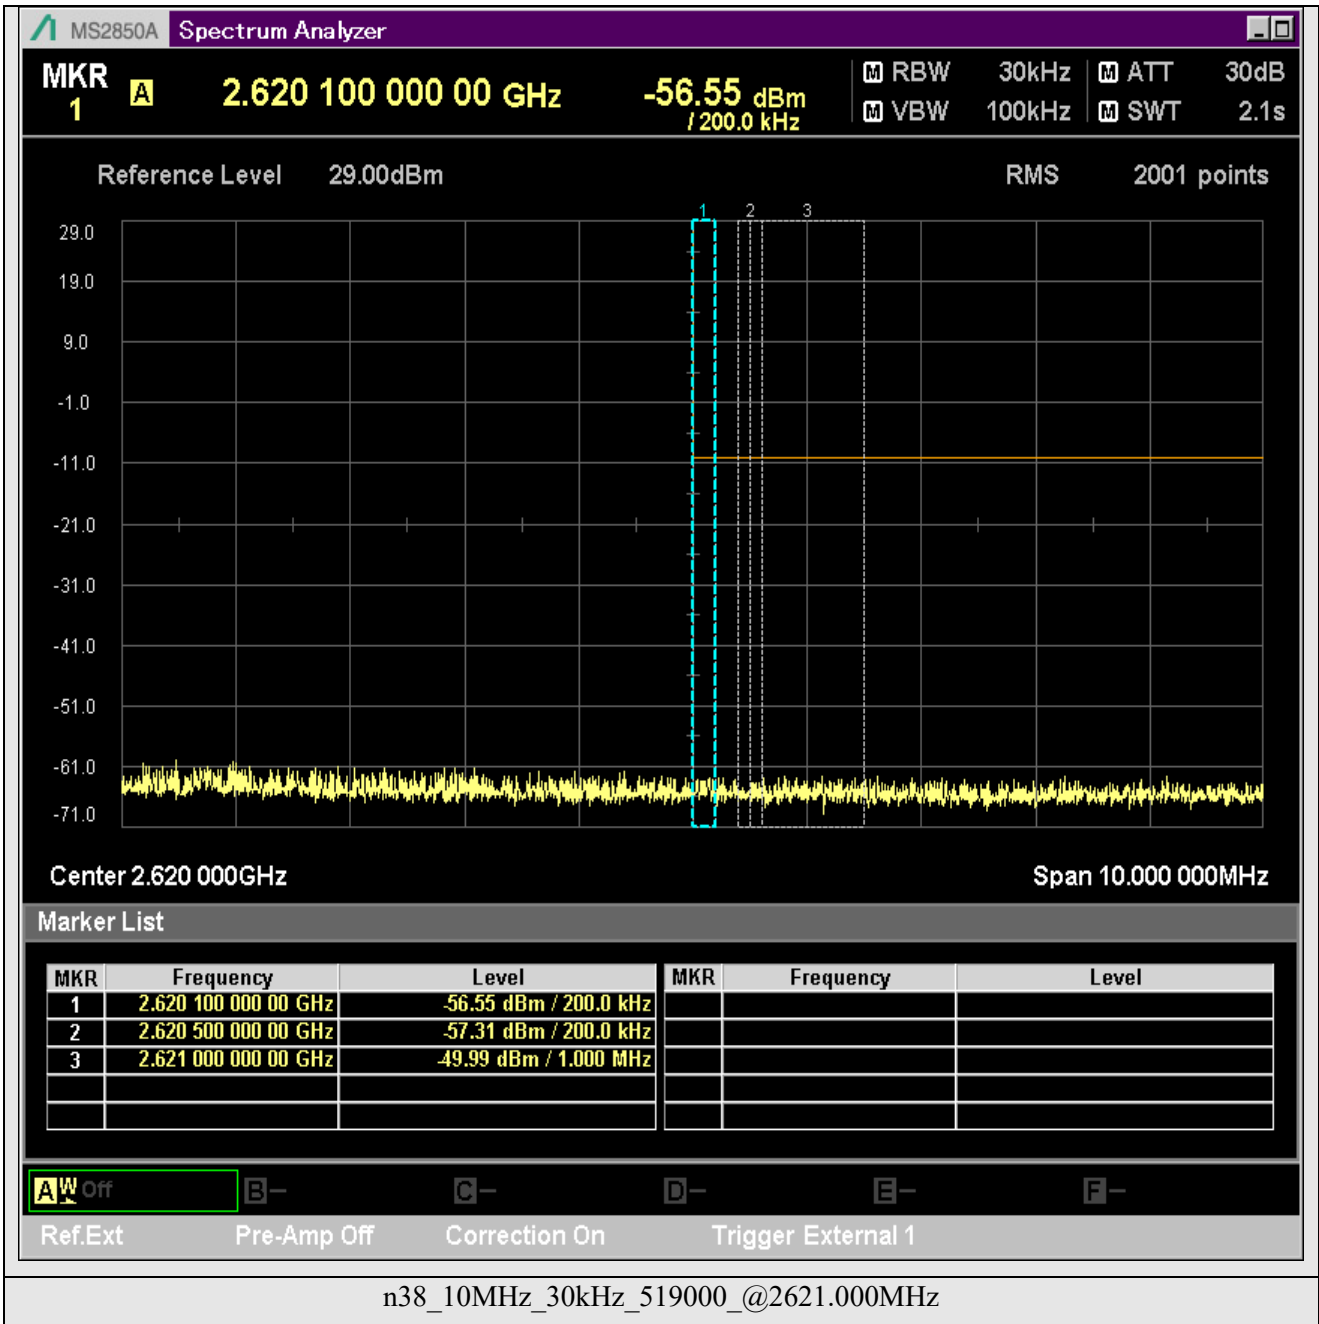 MS2850A Spectrum Analyzer
MKR 1 A 2.620 100 000 00 GHz -56.55 dBm / 200.0 kHz
M RBW 30kHz M ATT 30dB
M VBW 100kHz M SWT 2.1s
Reference Level 29.00dBm RMS 2001 points
1 2 3
29.0
19.0
9.0
-1.0
-11.0
-21.0
-31.0
-41.0
-51.0
-61.0
-71.0
Center 2.620 000GHz Span 10.000 000MHz
Marker List
MKR Frequency Level MKR Frequency Level
1 2.620 100 000 00 GHz -56.55 dBm / 200.0 kHz
2 2.620 500 000 00 GHz -57.31 dBm / 200.0 kHz
3 2.621 000 000 00 GHz -49.99 dBm / 1.000 MHz
A W Off B - C - D - E - F -
Ref.Ext Pre-Amp Off Correction On Trigger External 1
n38_10MHz_30kHz_519000_@2621.000MHz